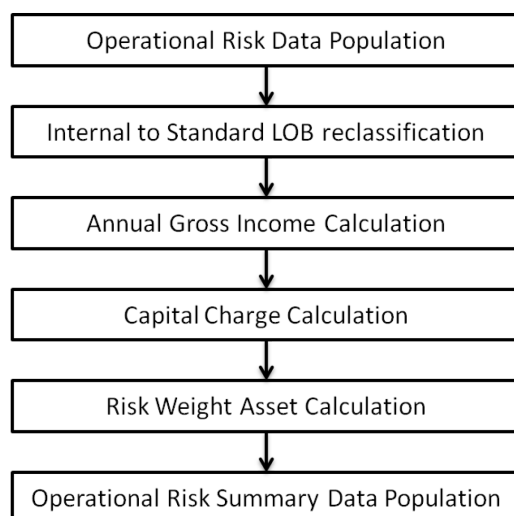 Operational Risk Data Population
Internal to Standard LOB reclassification
Annual Gross Income Calculation
Capital Charge Calculation
Risk Weight Asset Calculation
Operational Risk Summary Data Population